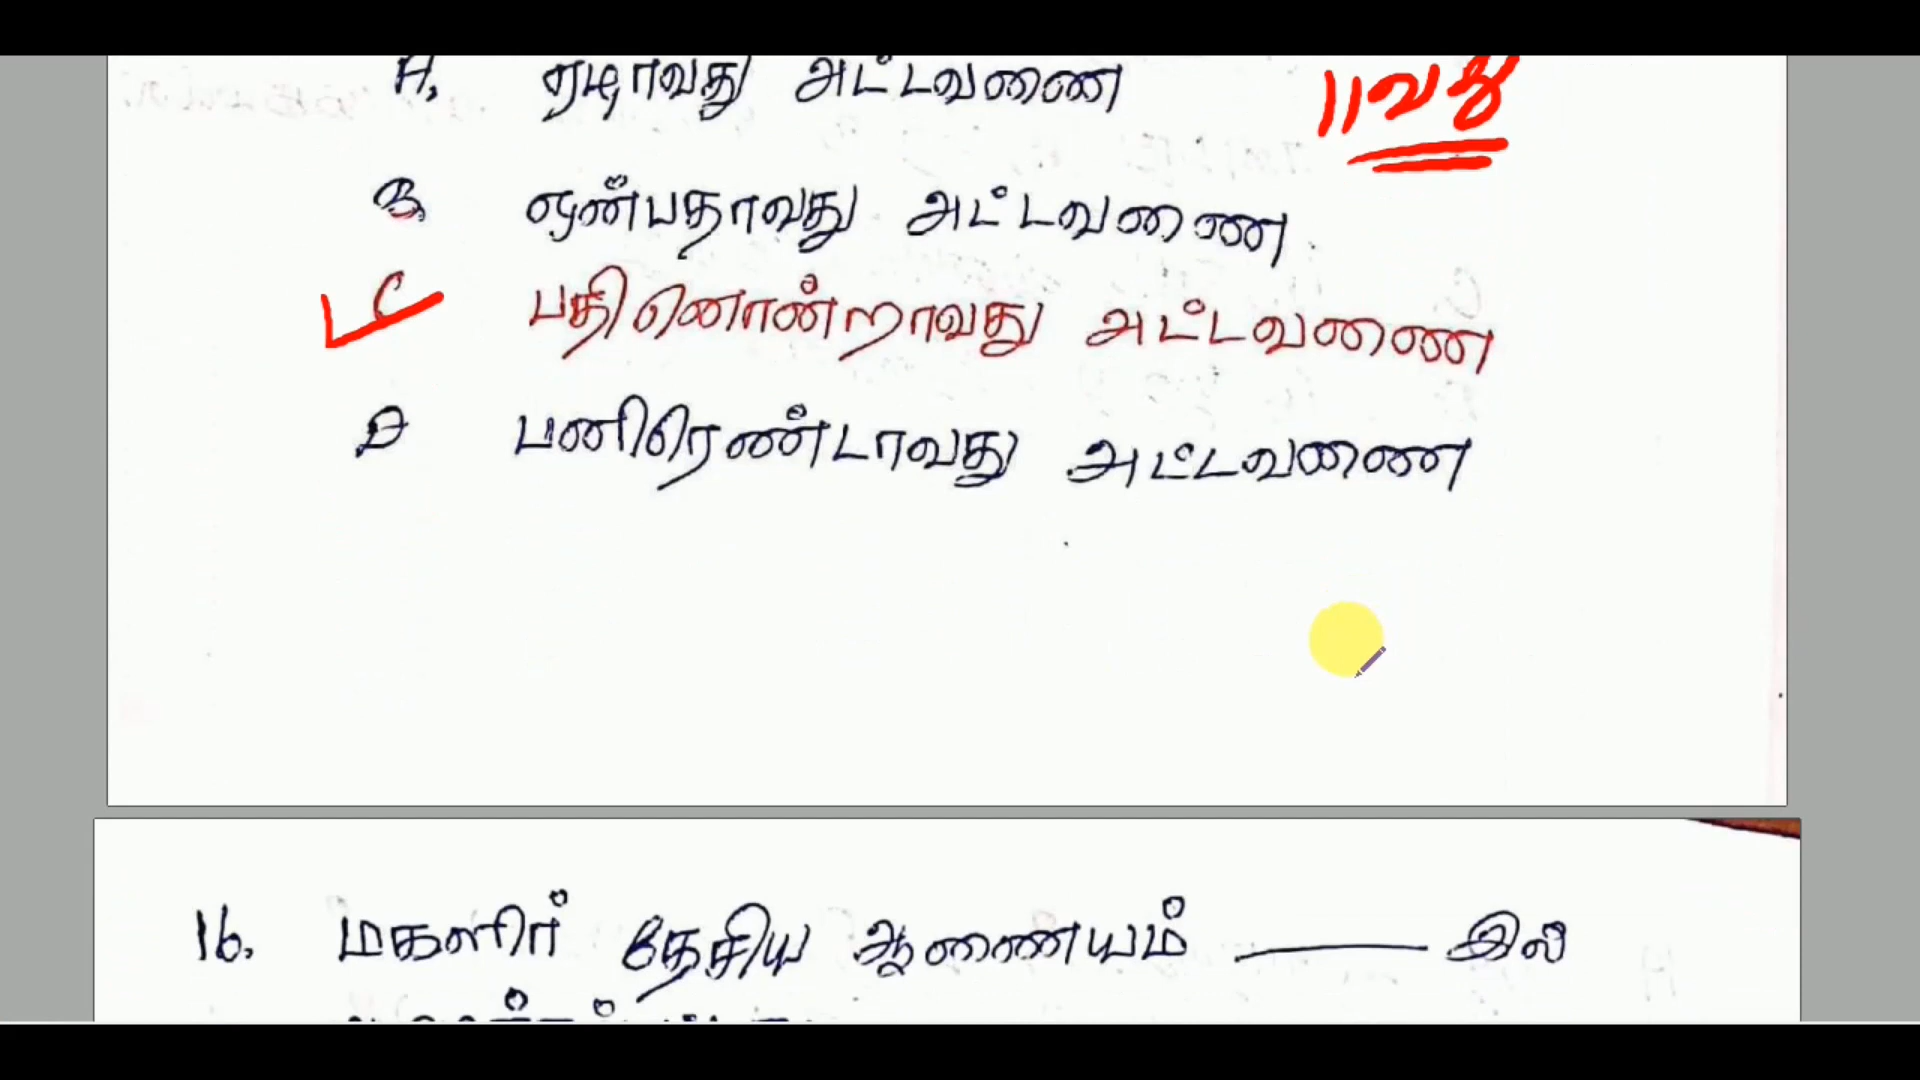 A. ஏழாவது அட்டவணை
11வது
B ஒன்பதாவது அட்டவணை
C பதினொன்றாவது அட்டவணை
D பனிரெண்டாவது அட்டவணை
16. மகளிர் தேசிய ஆணையம் ______ இல்